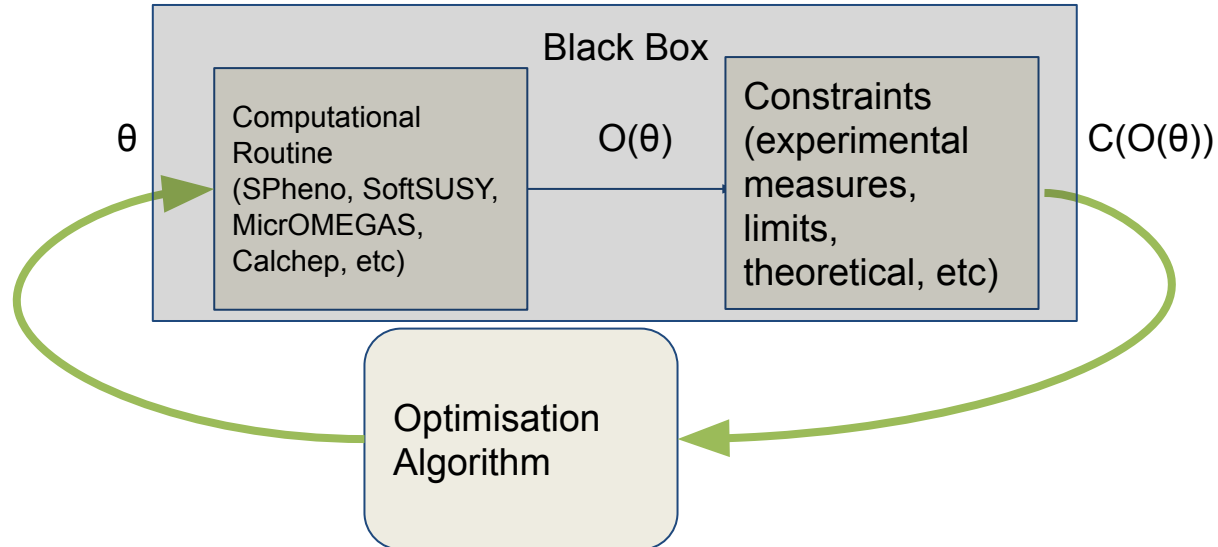 Black Box
θ
Computational
Routine
(SPheno, SoftSUSY,
MicrOMEGAS,
Calchep, etc)
O(θ)
Constraints
(experimental
measures,
limits,
theoretical, etc)
C(O(θ))
Optimisation
Algorithm